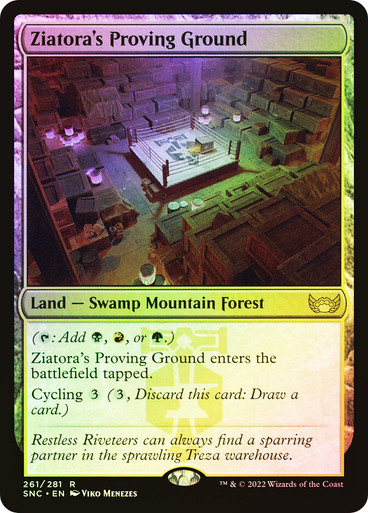 Ziatora's Proving Ground
Land — Swamp Mountain Forest
(: Add , , or .)
Ziatora's Proving Ground enters the
battlefield tapped.
Cycling 3 (3, Discard this card: Draw a
card.)
Restless Riveteers can always find a sparring
partner in the sprawling Treza warehouse.
261/281 R
SNC • EN Viko Menezes
™ & © 2022 Wizards of the Coast